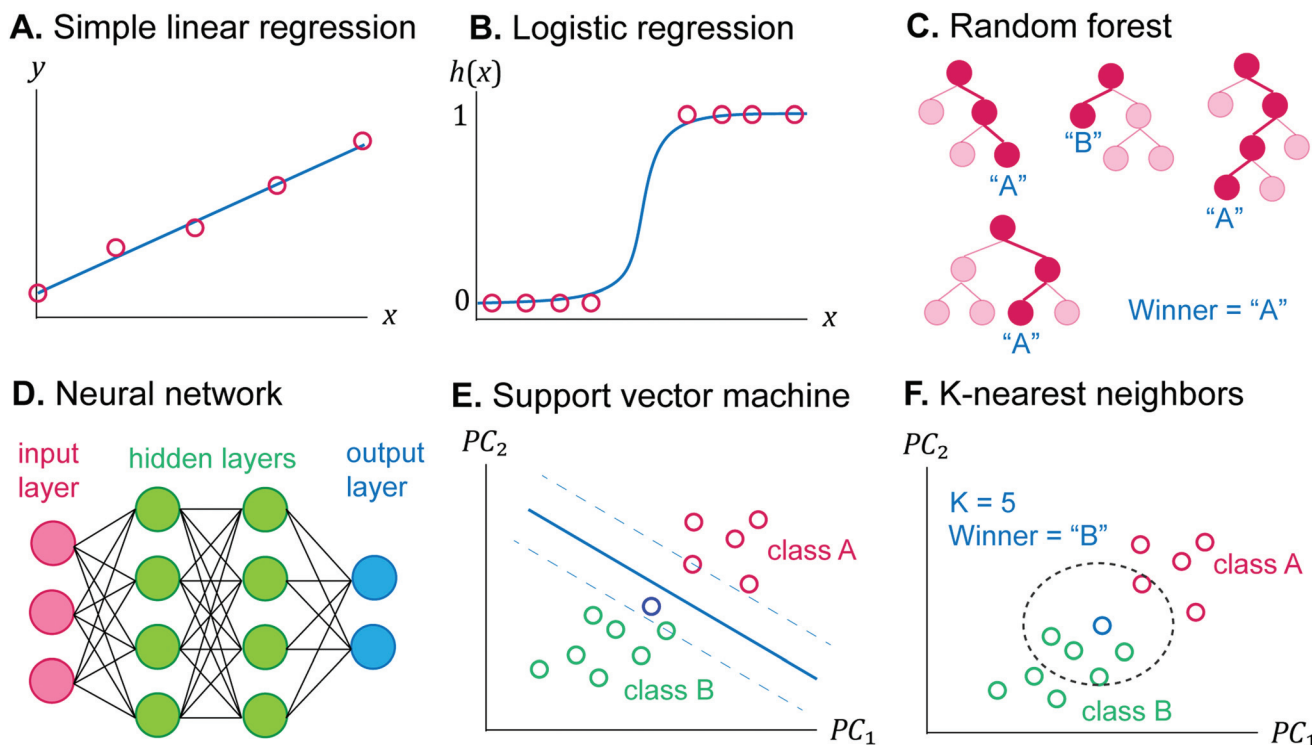 A. Simple linear regression
y
x
B. Logistic regression
h(x)
1
0
x
C. Random forest
“A”
“B”
“A”
“A”
Winner = “A”
D. Neural network
input
layer
hidden layers
output
layer
E. Support vector machine
PC₂
class A
class B
PC₁
F. K-nearest neighbors
PC₂
K = 5
Winner = “B”
class A
class B
PC₁